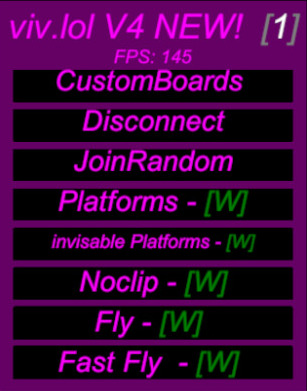 viv.lol V4 NEW! [1]
FPS: 145
CustomBoards
Disconnect
JoinRandom
Platforms - [W]
invisable Platforms - [W]
Noclip - [W]
Fly - [W]
Fast Fly - [W]